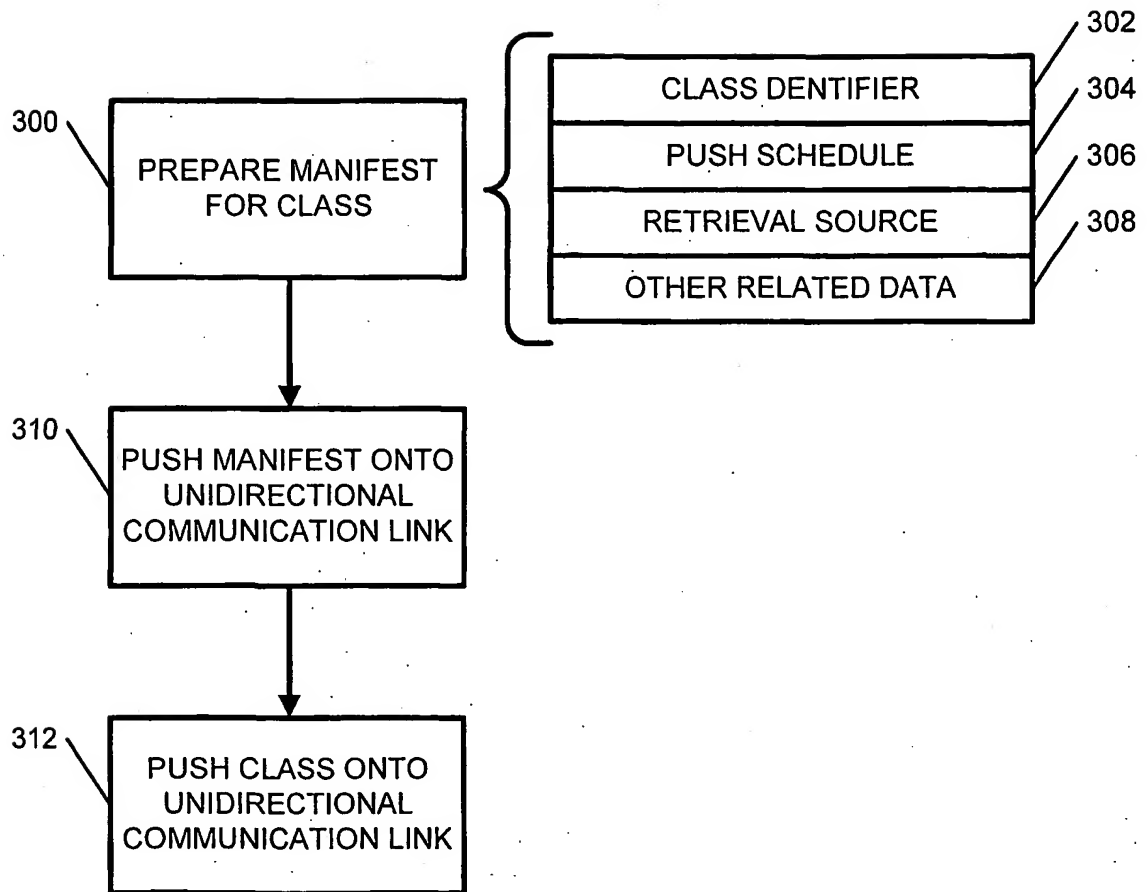 302
CLASS DENTIFIER
304
300
PREPARE MANIFEST
FOR CLASS
PUSH SCHEDULE
306
RETRIEVAL SOURCE
308
OTHER RELATED DATA
310
PUSH MANIFEST ONTO
UNIDIRECTIONAL
COMMUNICATION LINK
312
PUSH CLASS ONTO
UNIDIRECTIONAL
COMMUNICATION LINK